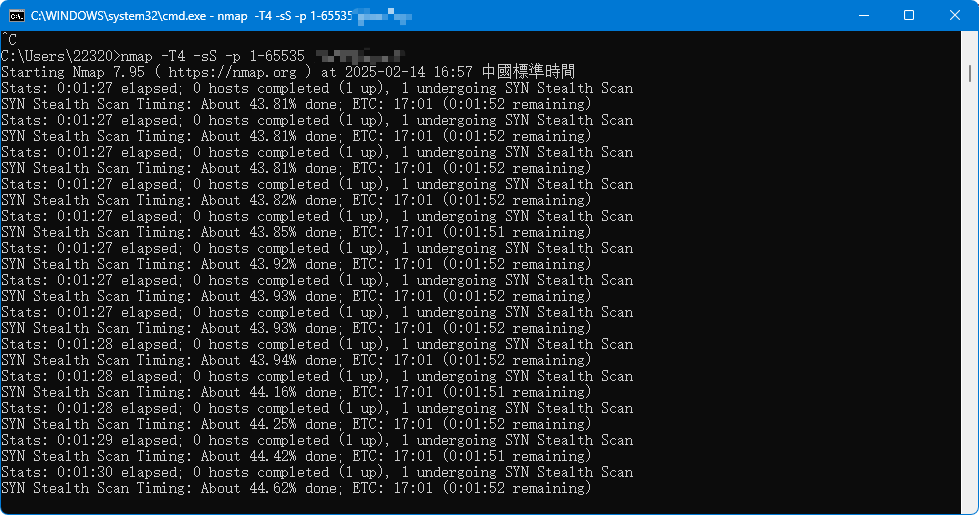 C:\WINDOWS\system32\cmd.exe - nmap  -T4 -sS -p 1-65535
^C
C:\Users\22320>nmap -T4 -sS -p 1-65535
Starting Nmap 7.95 ( https://nmap.org ) at 2025-02-14 16:57 中國標準時間
Stats: 0:01:27 elapsed; 0 hosts completed (1 up), 1 undergoing SYN Stealth Scan
SYN Stealth Scan Timing: About 43.81% done; ETC: 17:01 (0:01:52 remaining)
Stats: 0:01:27 elapsed; 0 hosts completed (1 up), 1 undergoing SYN Stealth Scan
SYN Stealth Scan Timing: About 43.81% done; ETC: 17:01 (0:01:52 remaining)
Stats: 0:01:27 elapsed; 0 hosts completed (1 up), 1 undergoing SYN Stealth Scan
SYN Stealth Scan Timing: About 43.81% done; ETC: 17:01 (0:01:52 remaining)
Stats: 0:01:27 elapsed; 0 hosts completed (1 up), 1 undergoing SYN Stealth Scan
SYN Stealth Scan Timing: About 43.82% done; ETC: 17:01 (0:01:52 remaining)
Stats: 0:01:27 elapsed; 0 hosts completed (1 up), 1 undergoing SYN Stealth Scan
SYN Stealth Scan Timing: About 43.85% done; ETC: 17:01 (0:01:51 remaining)
Stats: 0:01:27 elapsed; 0 hosts completed (1 up), 1 undergoing SYN Stealth Scan
SYN Stealth Scan Timing: About 43.92% done; ETC: 17:01 (0:01:52 remaining)
Stats: 0:01:27 elapsed; 0 hosts completed (1 up), 1 undergoing SYN Stealth Scan
SYN Stealth Scan Timing: About 43.93% done; ETC: 17:01 (0:01:52 remaining)
Stats: 0:01:27 elapsed; 0 hosts completed (1 up), 1 undergoing SYN Stealth Scan
SYN Stealth Scan Timing: About 43.93% done; ETC: 17:01 (0:01:52 remaining)
Stats: 0:01:28 elapsed; 0 hosts completed (1 up), 1 undergoing SYN Stealth Scan
SYN Stealth Scan Timing: About 43.94% done; ETC: 17:01 (0:01:52 remaining)
Stats: 0:01:28 elapsed; 0 hosts completed (1 up), 1 undergoing SYN Stealth Scan
SYN Stealth Scan Timing: About 44.16% done; ETC: 17:01 (0:01:51 remaining)
Stats: 0:01:28 elapsed; 0 hosts completed (1 up), 1 undergoing SYN Stealth Scan
SYN Stealth Scan Timing: About 44.25% done; ETC: 17:01 (0:01:52 remaining)
Stats: 0:01:29 elapsed; 0 hosts completed (1 up), 1 undergoing SYN Stealth Scan
SYN Stealth Scan Timing: About 44.42% done; ETC: 17:01 (0:01:51 remaining)
Stats: 0:01:30 elapsed; 0 hosts completed (1 up), 1 undergoing SYN Stealth Scan
SYN Stealth Scan Timing: About 44.62% done; ETC: 17:01 (0:01:52 remaining)